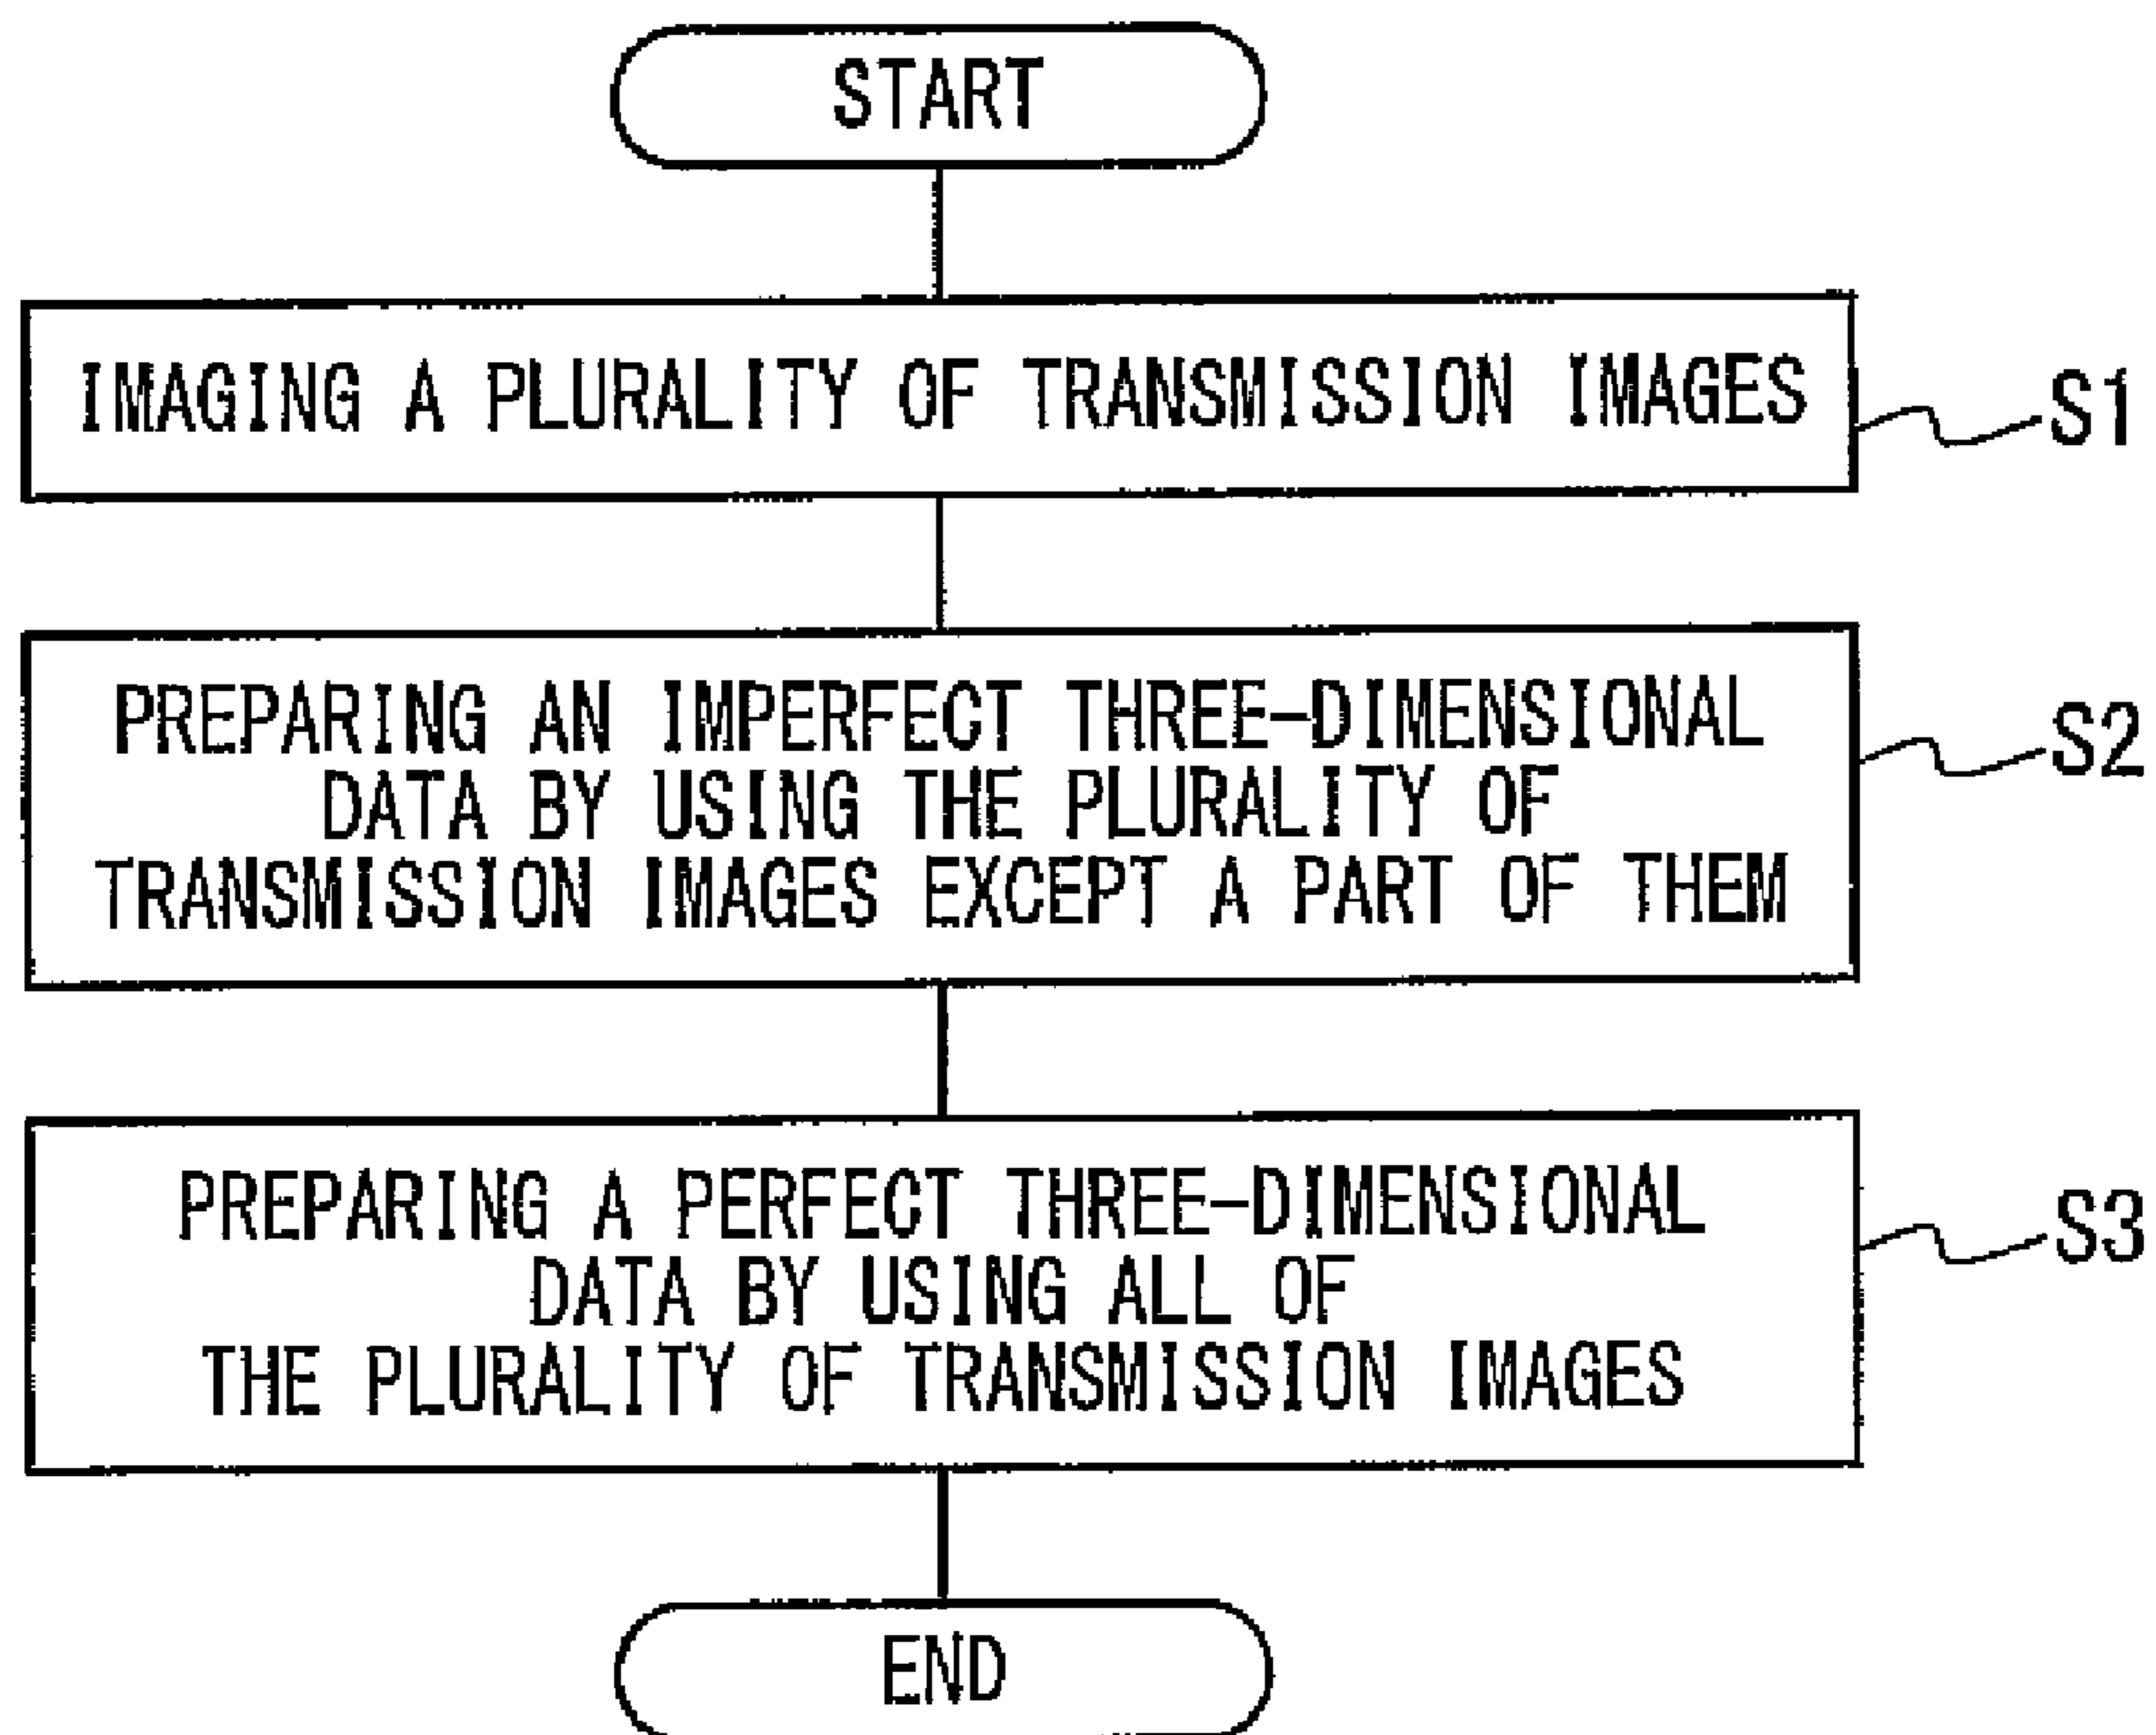 START
IMAGING A PLURALITY OF TRANSMISSION IMAGES
S1
PREPARING AN IMPERFECT THREE-DIMENSIONAL
DATA BY USING THE PLURALITY OF
TRANSMISSION IMAGES EXCEPT A PART OF THEM
S2
PREPARING A PERFECT THREE-DIMENSIONAL
DATA BY USING ALL OF
THE PLURALITY OF TRANSMISSION IMAGES
S3
END